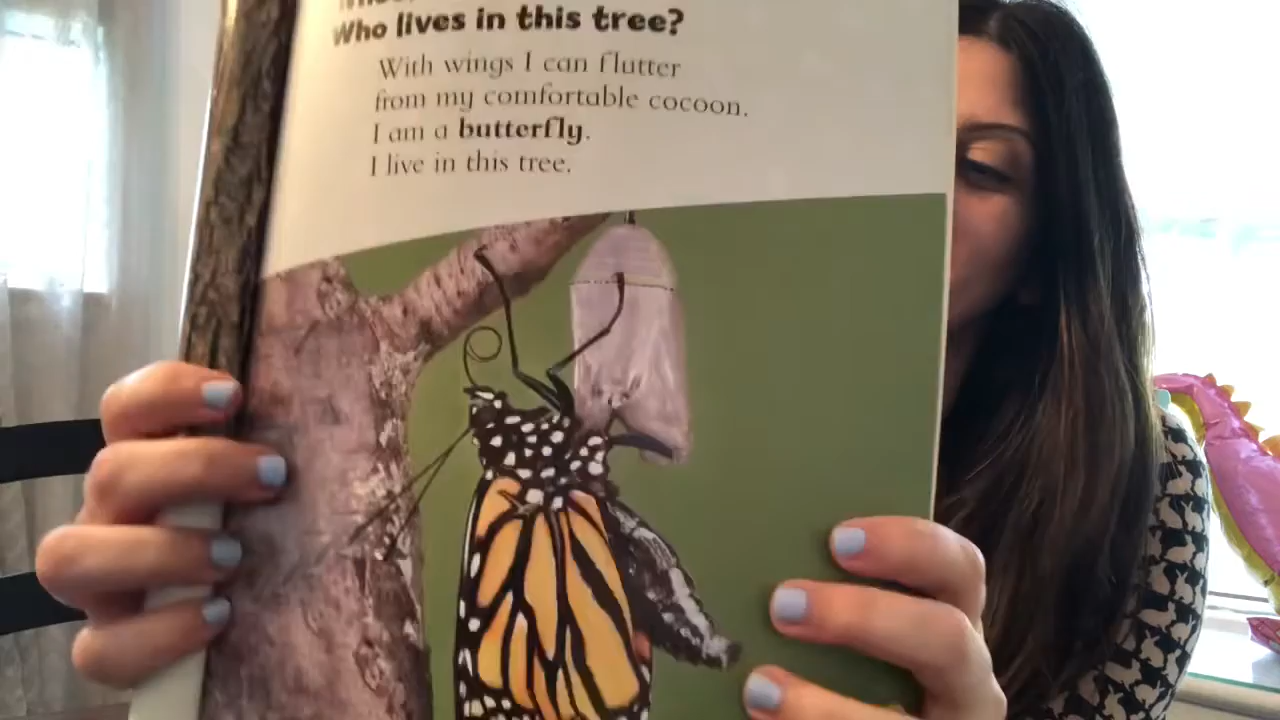 Who lives in this tree?
With wings I can flutter
from my comfortable cocoon.
I am a butterfly.
I live in this tree.